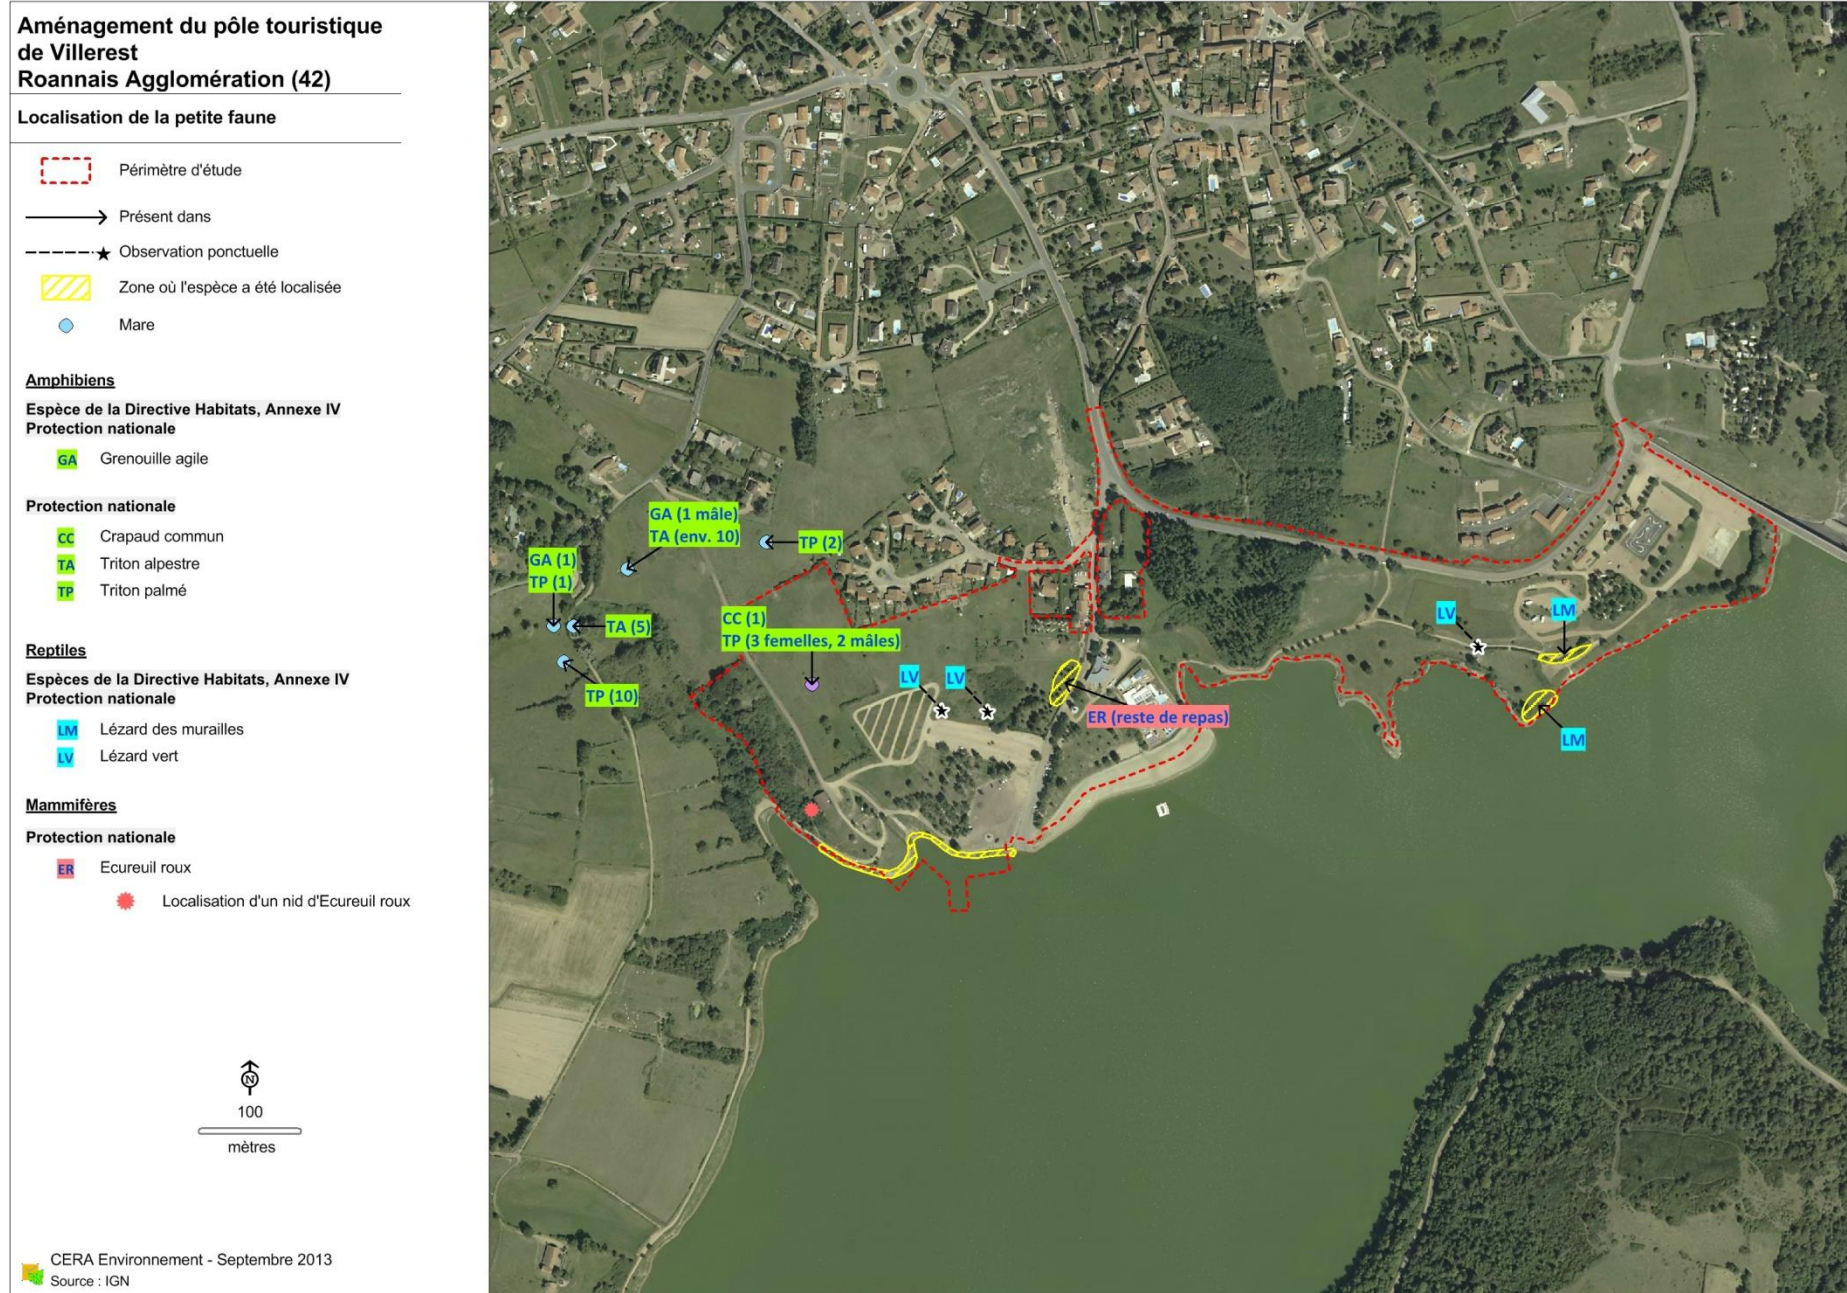 Aménagement du pôle touristique
de Villerest
Roannais Agglomération (42)
Localisation de la petite faune
Périmètre d'étude
Présent dans
Observation ponctuelle
Zone où l'espèce a été localisée
Mare
Amphibiens
Espèce de la Directive Habitats, Annexe IV
Protection nationale
GA Grenouille agile
Protection nationale
CC Crapaud commun
TA Triton alpestre
TP Triton palmé
Reptiles
Espèces de la Directive Habitats, Annexe IV
Protection nationale
LM Lézard des murailles
LV Lézard vert
Mammifères
Protection nationale
ER Ecureuil roux
Localisation d'un nid d'Ecureuil roux
N
100
mètres
CERA Environnement - Septembre 2013
Source : IGN
GA (1 mâle)
TA (env. 10)
TP (2)
GA (1)
TP (1)
TA (5)
TP (10)
CC (1)
TP (3 femelles, 2 mâles)
LV
LV
ER (reste de repas)
LV
LM
LM